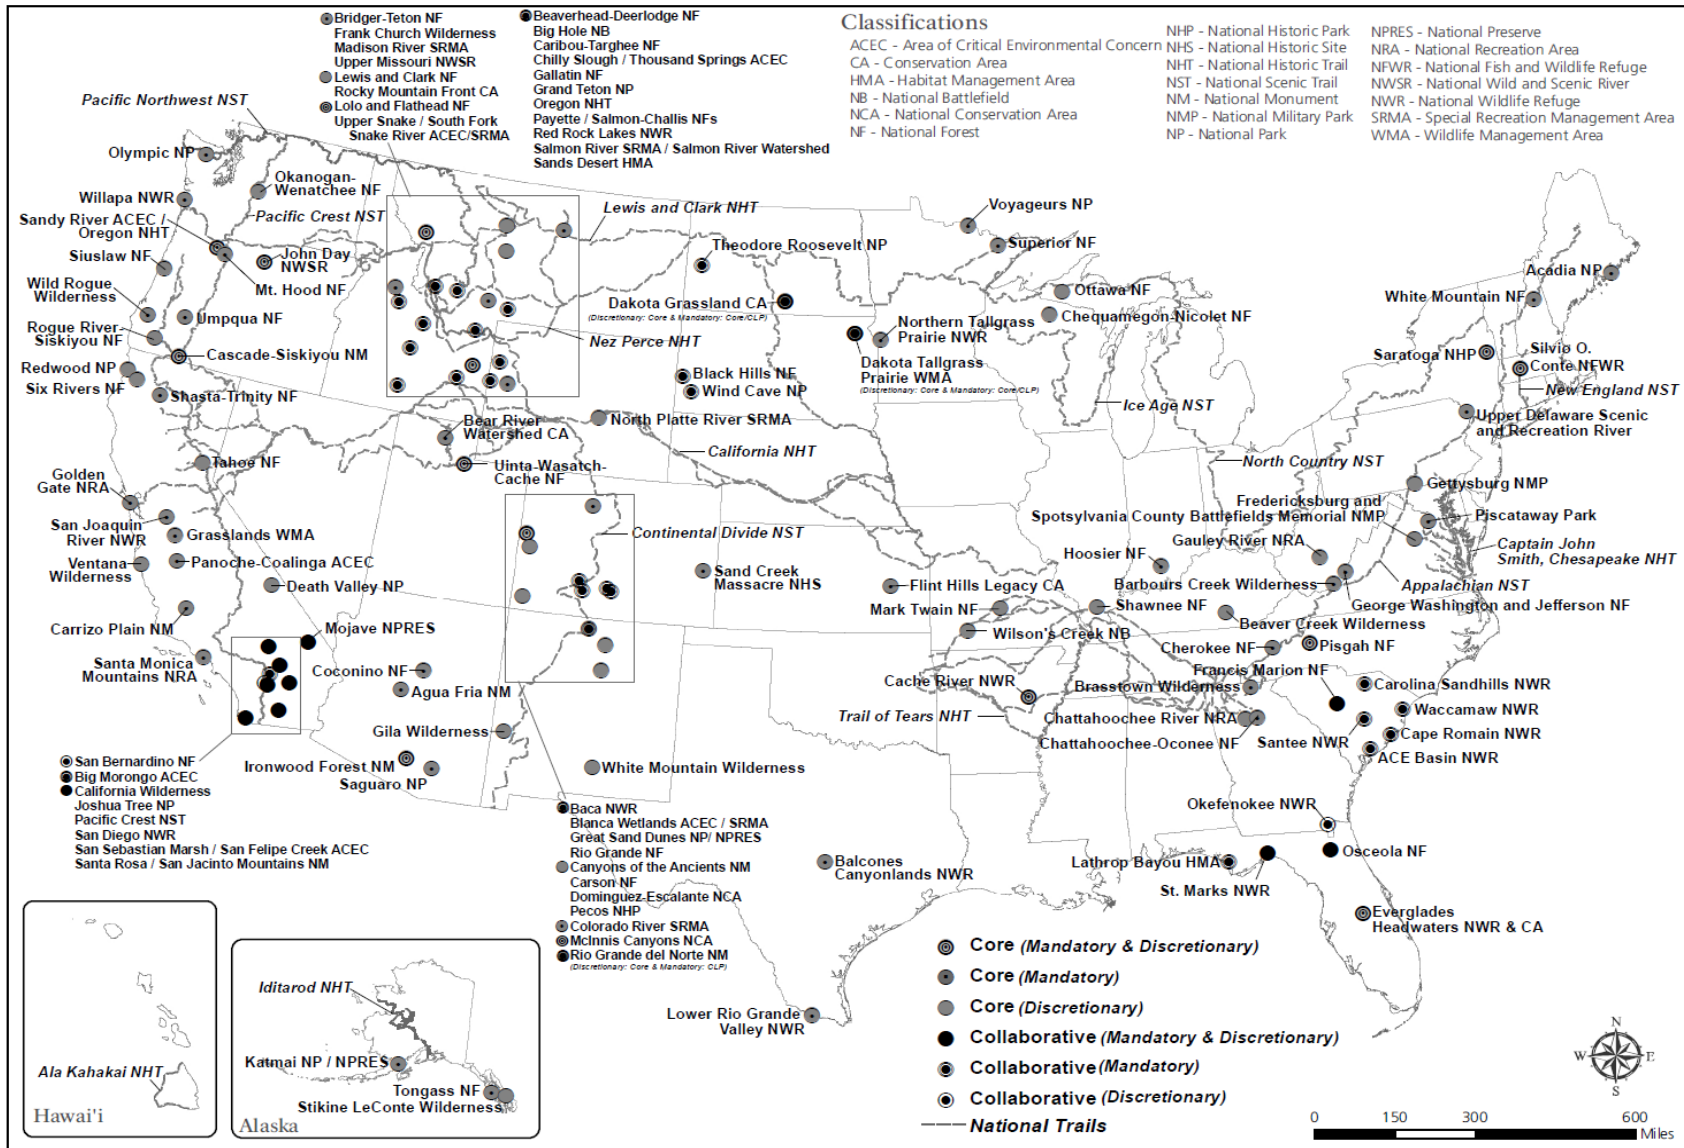 Bridger-Teton NF
Frank Church Wilderness
Madison River SRMA
Upper Missouri NWSR
Lewis and Clark NF
Rocky Mountain Front CA
Lolo and Flathead NF
Upper Snake / South Fork
Snake River ACEC/SRMA
Beaverhead-Deerlodge NF
Big Hole NB
Caribou-Targhee NF
Chilly Slough / Thousand Springs ACEC
Gallatin NF
Grand Teton NP
Oregon NHT
Payette / Salmon-Challis NFs
Red Rock Lakes NWR
Salmon River SRMA / Salmon River Watershed
Sands Desert HMA
Classifications
ACEC - Area of Critical Environmental Concern
CA - Conservation Area
HMA - Habitat Management Area
NB - National Battlefield
NCA - National Conservation Area
NF - National Forest
NHP - National Historic Park
NHS - National Historic Site
NHT - National Historic Trail
NST - National Scenic Trail
NM - National Monument
NMP - National Military Park
NP - National Park
NPRES - National Preserve
NRA - National Recreation Area
NFWR - National Fish and Wildlife Refuge
NWSR - National Wild and Scenic River
NWR - National Wildlife Refuge
SRMA - Special Recreation Management Area
WMA - Wildlife Management Area
Pacific Northwest NST
Olympic NP
Okanogan-
Wenatchee NF
Willapa NWR
Pacific Crest NST
Sandy River ACEC /
Oregon NHT
Siuslaw NF
John Day
NWSR
Mt. Hood NF
Wild Rogue
Wilderness
Umpqua NF
Rogue River
Siskiyou NF
Cascade-Siskiyou NM
Redwood NP
Six Rivers NF
Shasta-Trinity NF
Lewis and Clark NHT
Theodore Roosevelt NP
Voyageurs NP
Superior NF
Dakota Grassland CA
(Discretionary: Core & Mandatory: Core/CLP)
Nez Perce NHT
Northern Tallgrass
Prairie NWR
Dakota Tallgrass
Prairie WMA
(Discretionary: Core & Mandatory: Core/CLP)
Black Hills NF
Wind Cave NP
Ottawa NF
Chequamegon-Nicolet NF
Ice Age NST
Acadia NP
White Mountain NF
Saratoga NHP
Silvio O.
Conte NFWR
New England NST
Upper Delaware Scenic
and Recreation River
North Platte River SRMA
Bear River
Watershed CA
California NHT
Uinta-Wasatch-
Cache NF
Tahoe NF
Golden
Gate NRA
San Joaquin
River NWR
Grasslands WMA
Ventana
Wilderness
Panoche-Coalinga ACEC
Death Valley NP
Carrizo Plain NM
Mojave NPRES
Santa Monica
Mountains NRA
Coconino NF
Agua Fria NM
Gila Wilderness
Ironwood Forest NM
Saguaro NP
Continental Divide NST
Sand Creek
Massacre NHS
North Country NST
Gettysburg NMP
Fredericksburg and
Spotsylvania County Battlefields Memorial NMP
Piscataway Park
Gauley River NRA
Captain John
Smith, Chesapeake NHT
Hoosier NF
Barbours Creek Wilderness
Appalachian NST
George Washington and Jefferson NF
Flint Hills Legacy CA
Mark Twain NF
Shawnee NF
Beaver Creek Wilderness
Wilson's Creek NB
Cherokee NF
Pisgah NF
Francis Marion NF
Cache River NWR
Brasstown Wilderness
Carolina Sandhills NWR
Trail of Tears NHT
Chattahoochee River NRA
Waccamaw NWR
Chattahoochee-Oconee NF
Santee NWR
Cape Romain NWR
ACE Basin NWR
White Mountain Wilderness
Okefenokee NWR
Osceola NF
Lathrop Bayou HMA
St. Marks NWR
Balcones
Canyonlands NWR
Everglades
Headwaters NWR & CA
Lower Rio Grande
Valley NWR
San Bernardino NF
Big Morongo ACEC
California Wilderness
Joshua Tree NP
Pacific Crest NST
San Diego NWR
San Sebastian Marsh / San Felipe Creek ACEC
Santa Rosa / San Jacinto Mountains NM
Baca NWR
Blanca Wetlands ACEC / SRMA
Great Sand Dunes NP/ NPRES
Rio Grande NF
Canyons of the Ancients NM
Carson NF
Dominguez-Escalante NCA
Pecos NHP
Colorado River SRMA
McInnis Canyons NCA
Rio Grande del Norte NM
(Discretionary: Core & Mandatory: CLP)
Ala Kahakai NHT
Hawai'i
Iditarod NHT
Katmai NP / NPRES
Tongass NF
Stikine LeConte Wilderness
Alaska
Core (Mandatory & Discretionary)
Core (Mandatory)
Core (Discretionary)
Collaborative (Mandatory & Discretionary)
Collaborative (Mandatory)
Collaborative (Discretionary)
National Trails
N
W E
S
0 150 300 600
Miles